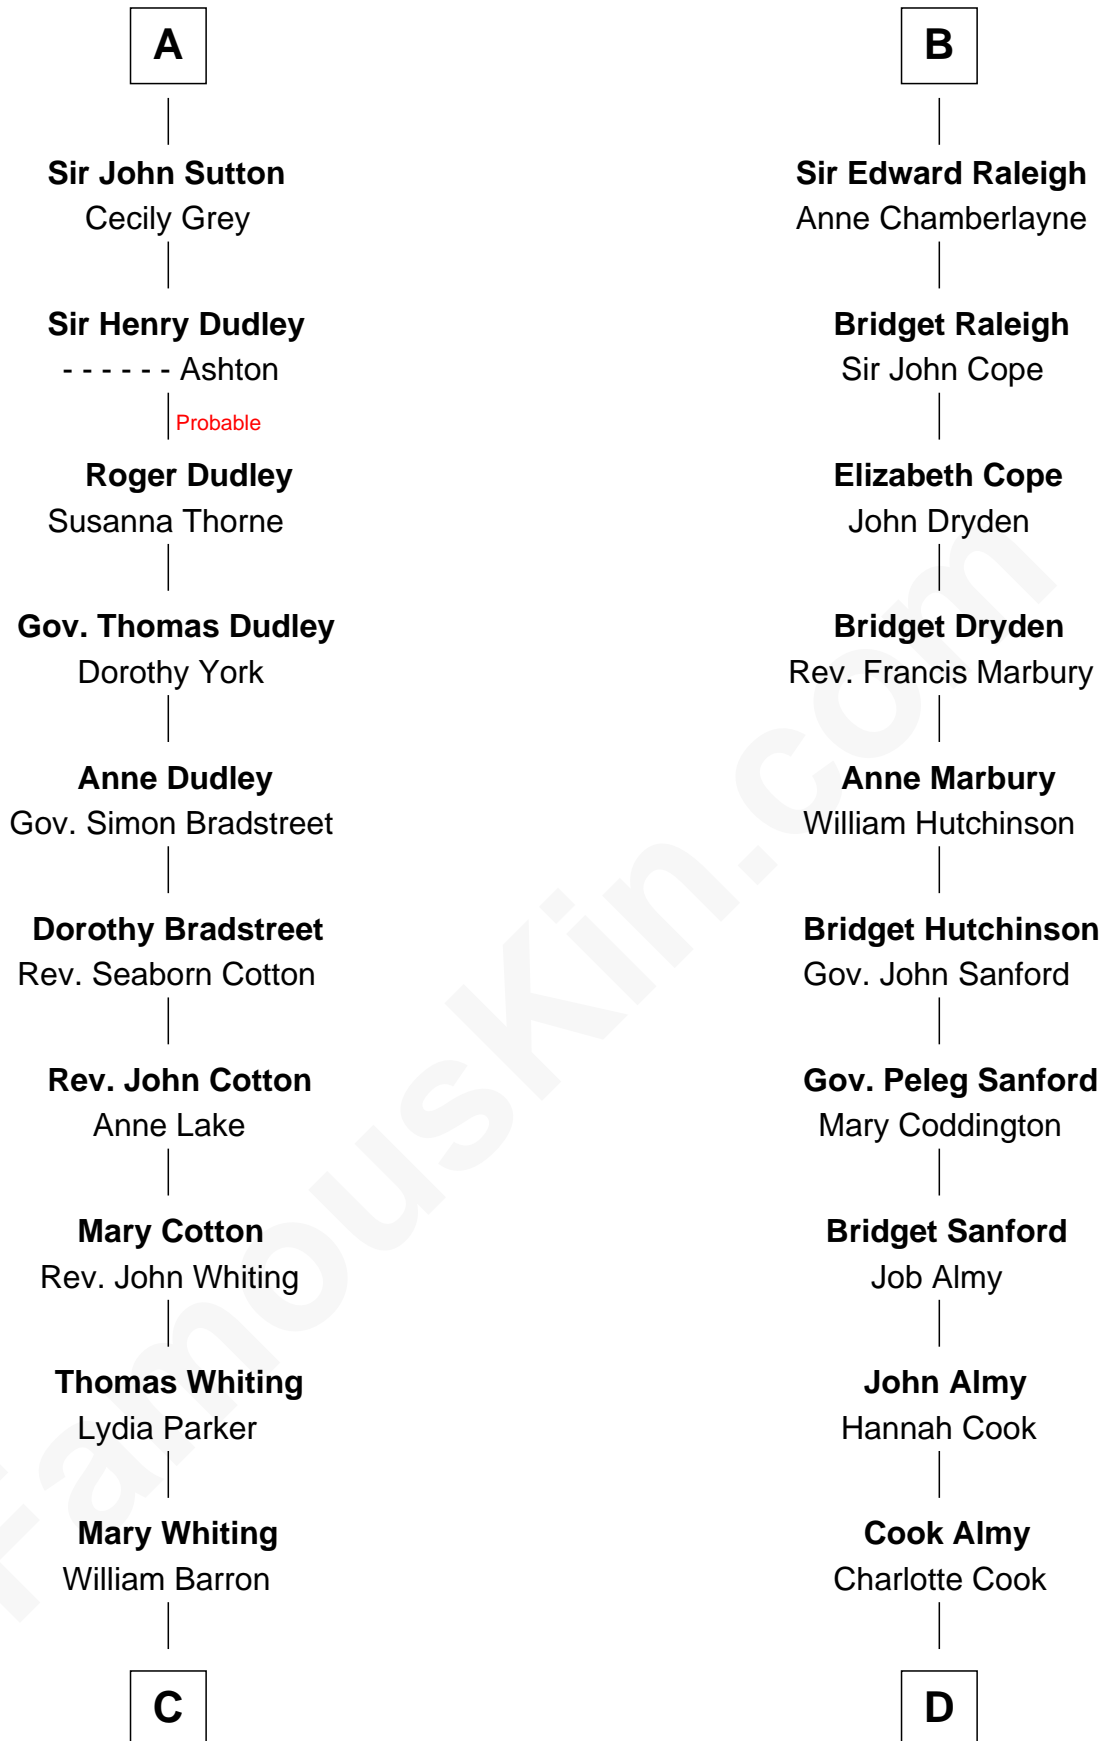 A
Sir John Sutton
Cecily Grey
Sir Henry Dudley
- - - - - - Ashton
Probable
Roger Dudley
Susanna Thorne
Gov. Thomas Dudley
Dorothy York
Anne Dudley
Gov. Simon Bradstreet
Dorothy Bradstreet
Rev. Seaborn Cotton
Rev. John Cotton
Anne Lake
Mary Cotton
Rev. John Whiting
Thomas Whiting
Lydia Parker
Mary Whiting
William Barron
C
B
Sir Edward Raleigh
Anne Chamberlayne
Bridget Raleigh
Sir John Cope
Elizabeth Cope
John Dryden
Bridget Dryden
Rev. Francis Marbury
Anne Marbury
William Hutchinson
Bridget Hutchinson
Gov. John Sanford
Gov. Peleg Sanford
Mary Coddington
Bridget Sanford
Job Almy
John Almy
Hannah Cook
Cook Almy
Charlotte Cook
D
FamousKin.com